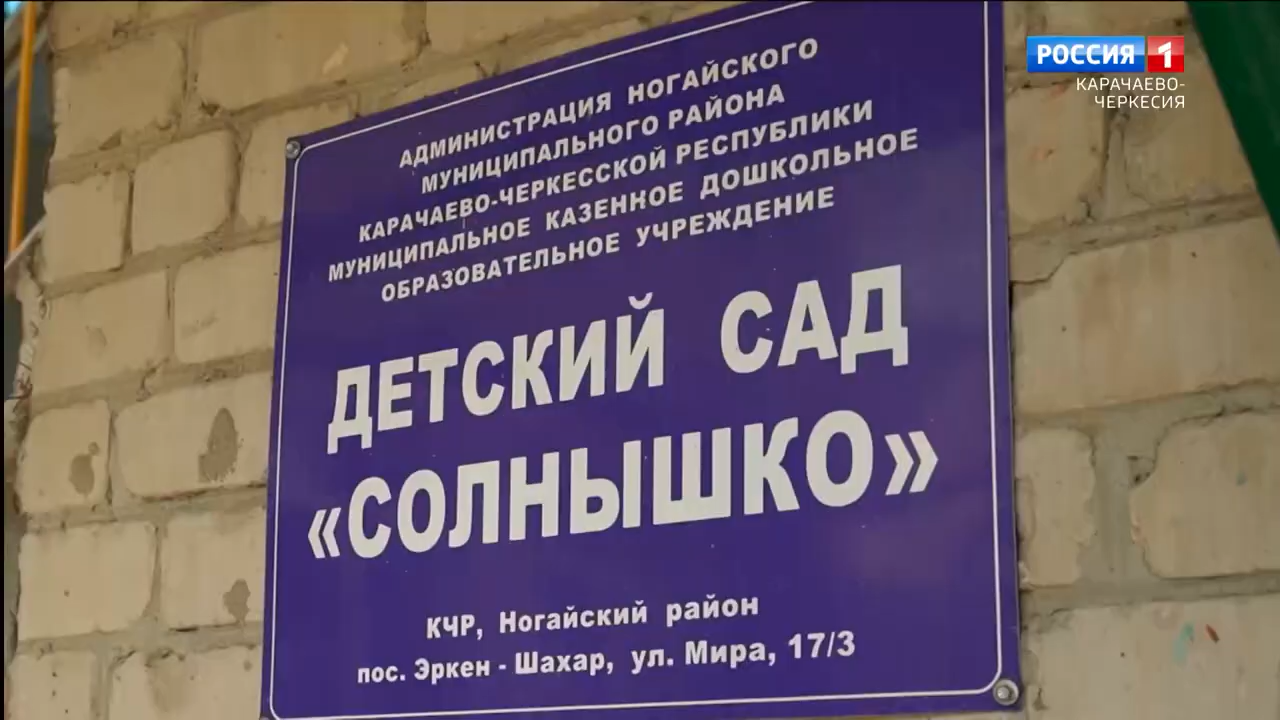 РОССИЯ 1
КАРАЧАЕВО-
ЧЕРКЕСИЯ
АДМИНИСТРАЦИЯ НОГАЙСКОГО
МУНИЦИПАЛЬНОГО РАЙОНА
КАРАЧАЕВО-ЧЕРКЕССКОЙ РЕСПУБЛИКИ
МУНИЦИПАЛЬНОЕ КАЗЕННОЕ ДОШКОЛЬНОЕ
ОБРАЗОВАТЕЛЬНОЕ УЧРЕЖДЕНИЕ
ДЕТСКИЙ САД
«СОЛНЫШКО»
КЧР, Ногайский район
пос. Эркен - Шахар, ул. Мира, 17/3